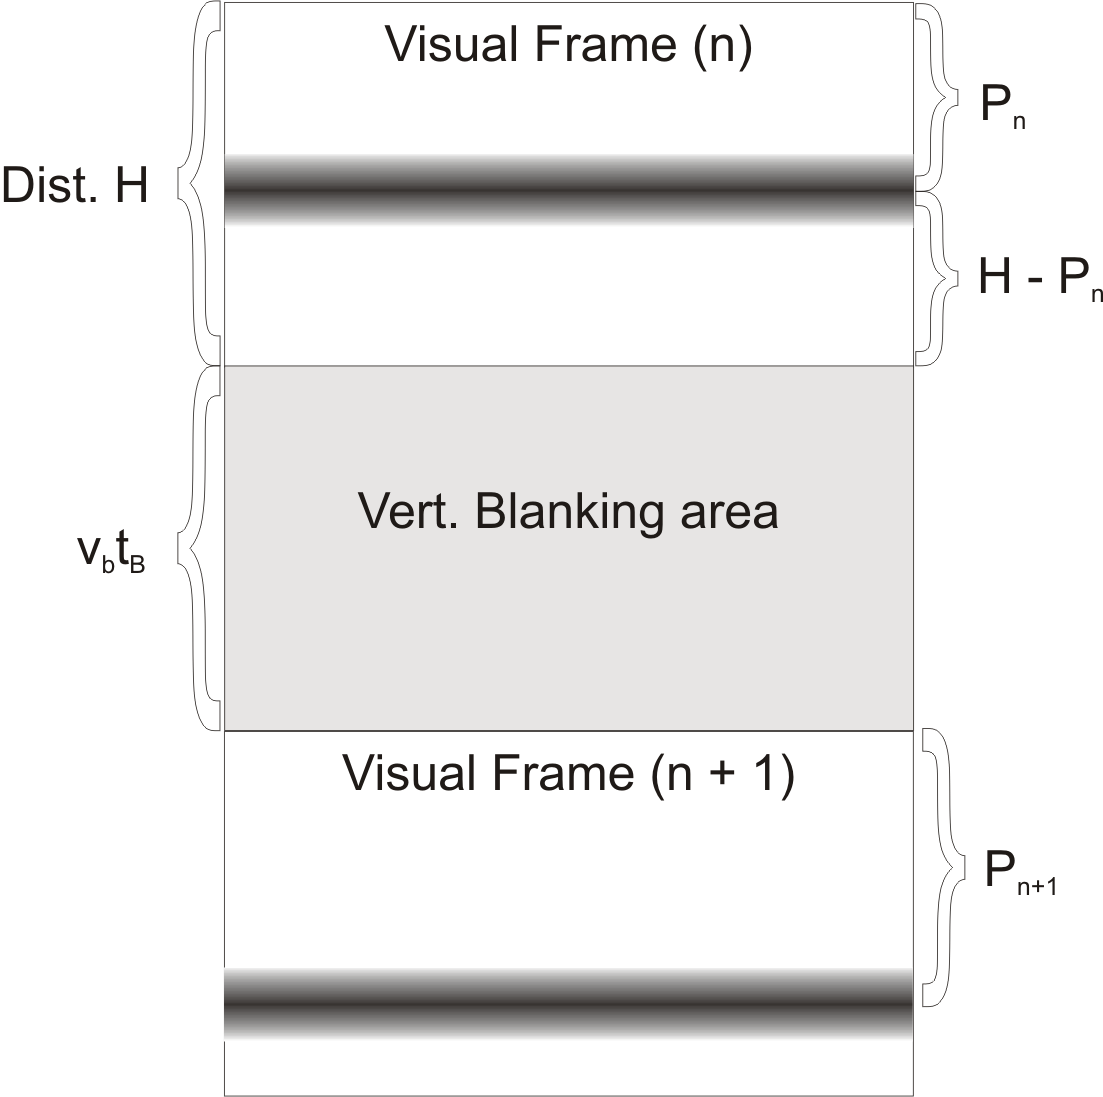 Visual Frame (n)
Pn
Dist. H
H - Pn
Vert. Blanking area
vbtB
Visual Frame (n + 1)
Pn+1